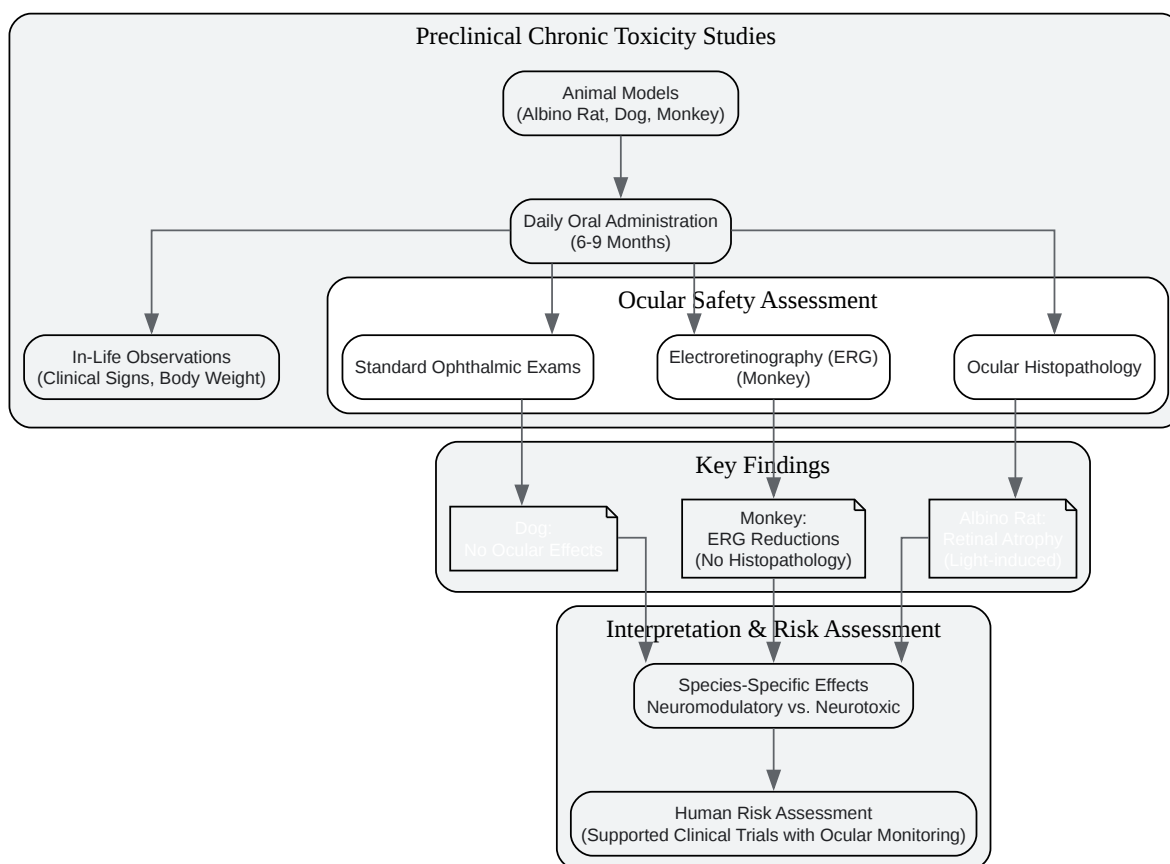 Preclinical Chronic Toxicity Studies
Animal Models
(Albino Rat, Dog, Monkey)
Daily Oral Administration
(6-9 Months)
Ocular Safety Assessment
In-Life Observations
(Clinical Signs, Body Weight)
Standard Ophthalmic Exams
Electroretinography (ERG)
(Monkey)
Ocular Histopathology
Key Findings
Dog:
No Ocular Effects
Monkey:
ERG Reductions
(No Histopathology)
Albino Rat:
Retinal Atrophy
(Light-induced)
Interpretation & Risk Assessment
Species-Specific Effects
Neuromodulatory vs. Neurotoxic
Human Risk Assessment
(Supported Clinical Trials with Ocular Monitoring)